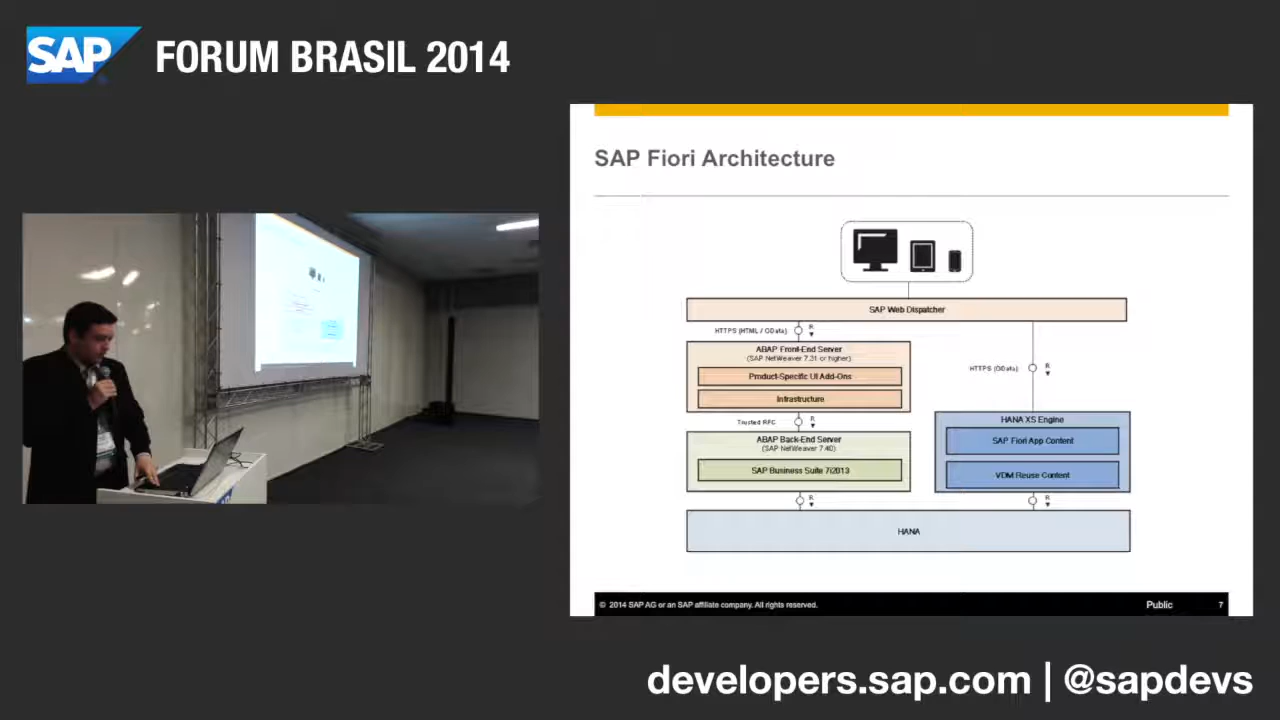 SAP
FORUM BRASIL 2014
SAP Fiori Architecture
SAP Web Dispatcher
HTTPS (HTML / OData)
R
ABAP Front-End Server
(SAP NetWeaver 7.31 or higher)
Product-Specific UI Add-Ons
Infrastructure
HTTPS (OData)
R
Trusted RFC
R
ABAP Back-End Server
(SAP NetWeaver 7.40)
SAP Business Suite 7i2013
HANA XS Engine
SAP Fiori App Content
VDM Reuse Content
R
R
HANA
© 2014 SAP AG or an SAP affiliate company. All rights reserved.
Public
7
developers.sap.com | @sapdevs